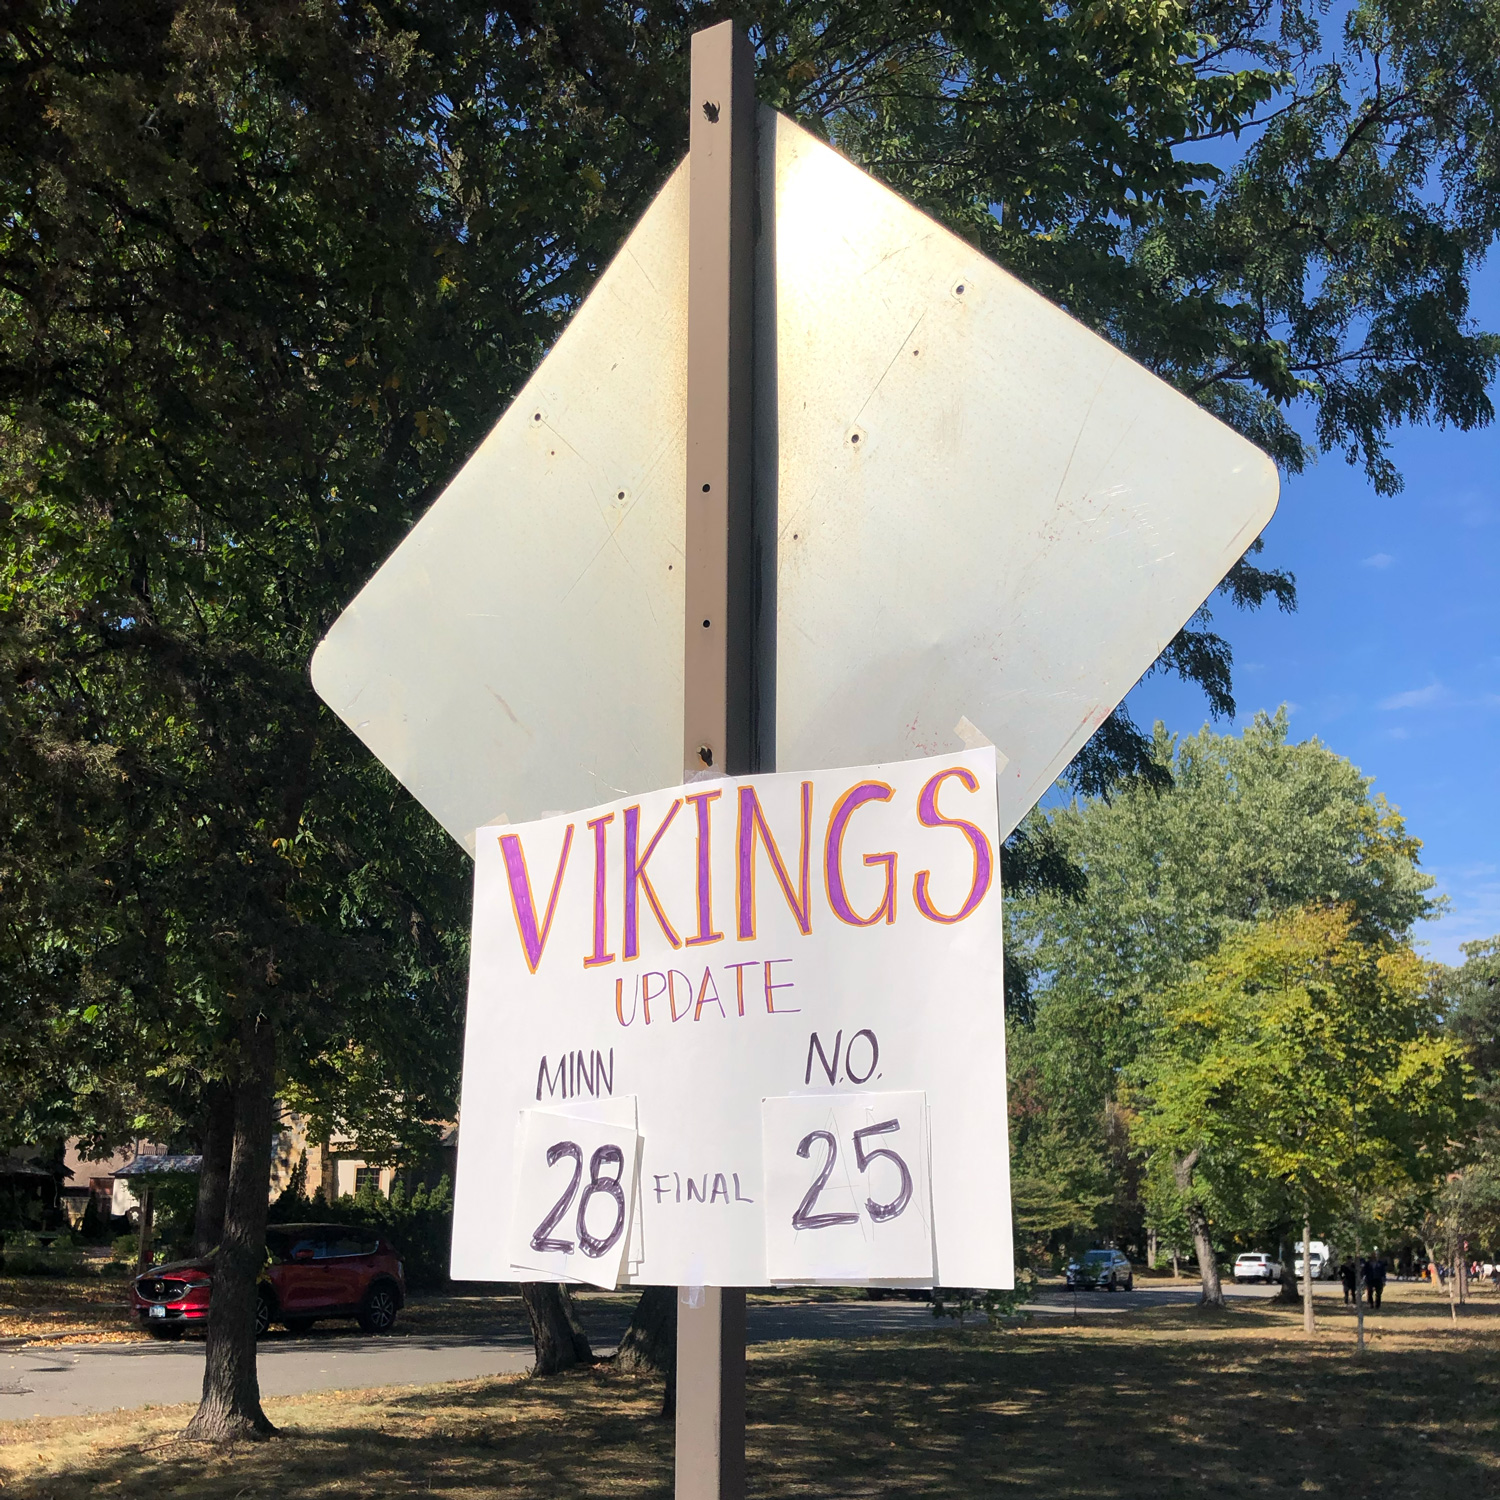 VIKINGS
UPDATE
MINN N.O.
28 FINAL 25